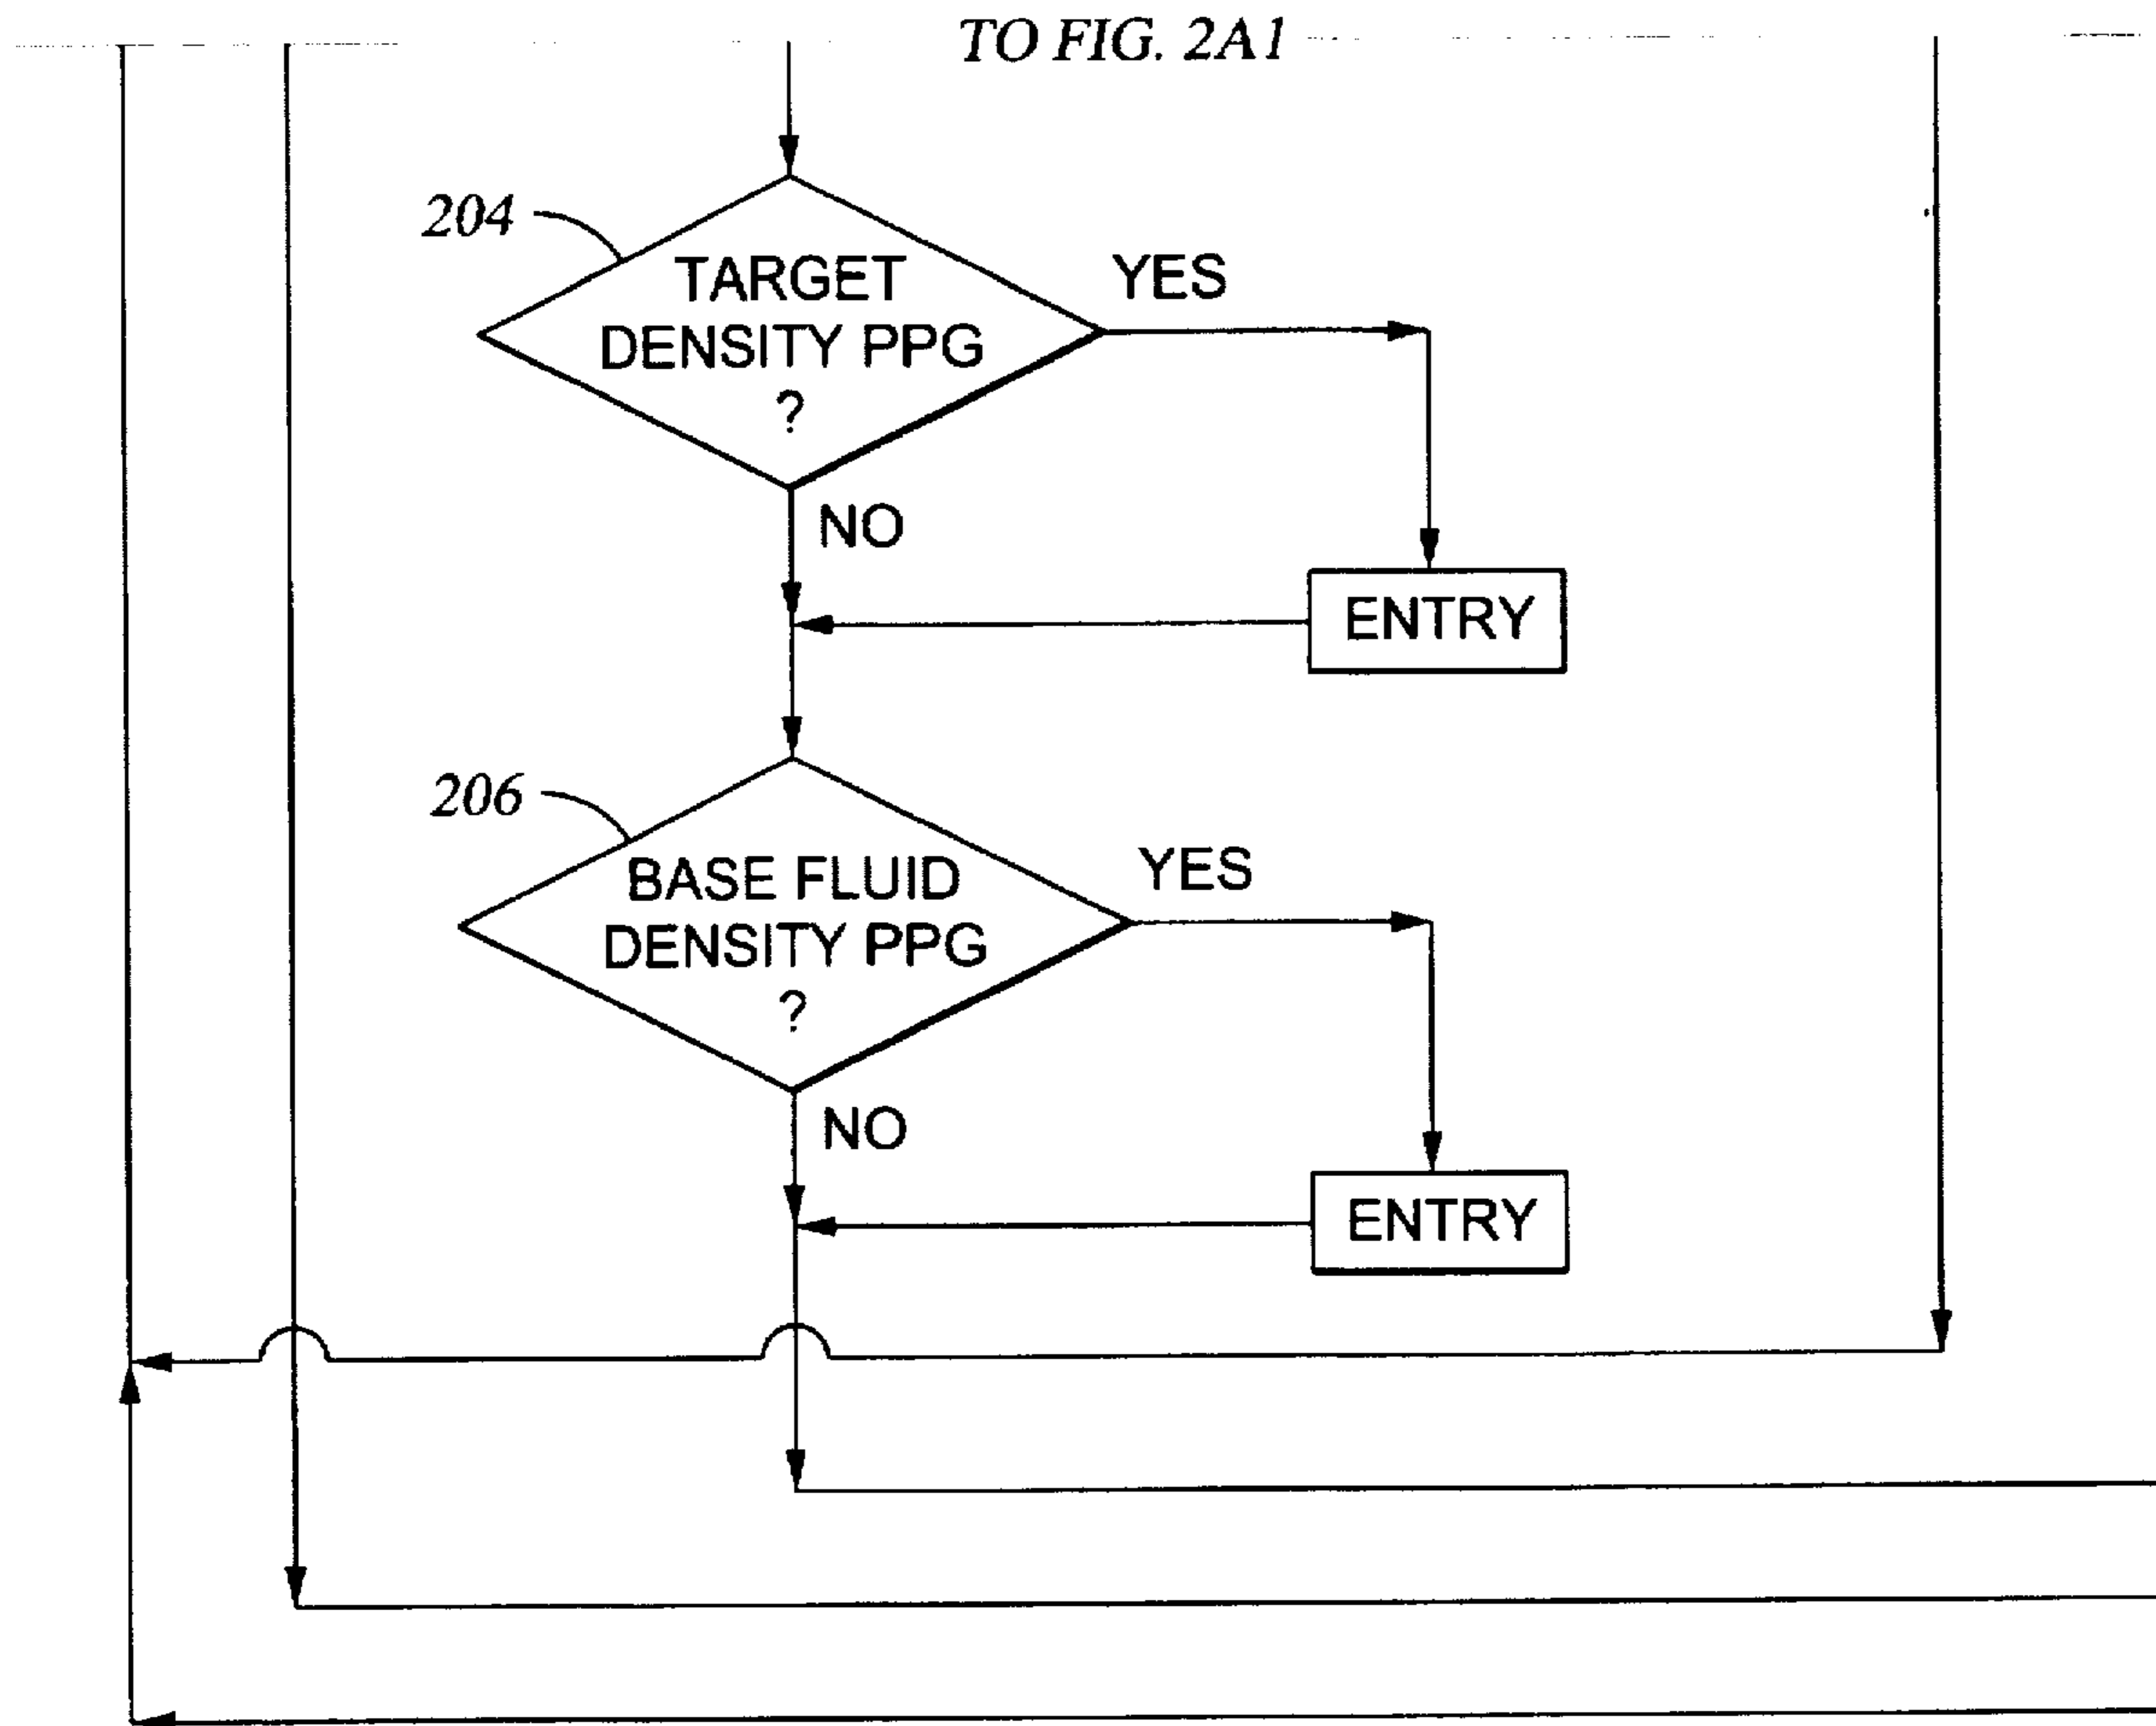 TO FIG. 2A1
204
TARGET
DENSITY PPG
?
YES
NO
ENTRY
206
BASE FLUID
DENSITY PPG
?
YES
NO
ENTRY